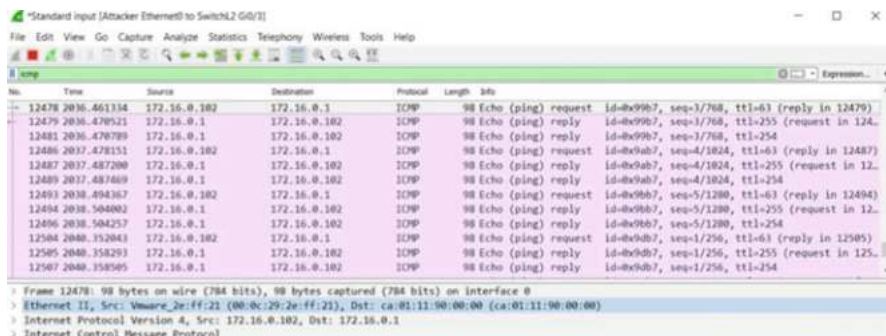 *Standard input [Attacker Ethernet0 to SwitchL2 Gi0/3]
File Edit View Go Capture Analyze Statistics Telephony Wireless Tools Help
icmp
Expression...
No. Time Source Destination Protocol Length Info
12478 2036.461334 172.16.0.102 172.16.0.1 ICMP 98 Echo (ping) request id=0x99b7, seq=3/768, ttl=63 (reply in 12479)
12479 2036.470521 172.16.0.1 172.16.0.102 ICMP 98 Echo (ping) reply id=0x99b7, seq=3/768, ttl=255 (request in 124…
12481 2036.470789 172.16.0.1 172.16.0.102 ICMP 98 Echo (ping) reply id=0x99b7, seq=3/768, ttl=254
12486 2037.478151 172.16.0.102 172.16.0.1 ICMP 98 Echo (ping) request id=0x9ab7, seq=4/1024, ttl=63 (reply in 12487)
12487 2037.487200 172.16.0.1 172.16.0.102 ICMP 98 Echo (ping) reply id=0x9ab7, seq=4/1024, ttl=255 (request in 12…
12489 2037.487469 172.16.0.1 172.16.0.102 ICMP 98 Echo (ping) reply id=0x9ab7, seq=4/1024, ttl=254
12493 2038.494367 172.16.0.102 172.16.0.1 ICMP 98 Echo (ping) request id=0x9bb7, seq=5/1280, ttl=63 (reply in 12494)
12494 2038.504002 172.16.0.1 172.16.0.102 ICMP 98 Echo (ping) reply id=0x9bb7, seq=5/1280, ttl=255 (request in 12…
12496 2038.504257 172.16.0.1 172.16.0.102 ICMP 98 Echo (ping) reply id=0x9bb7, seq=5/1280, ttl=254
12504 2040.352043 172.16.0.102 172.16.0.1 ICMP 98 Echo (ping) request id=0x9db7, seq=1/256, ttl=63 (reply in 12505)
12505 2040.358293 172.16.0.1 172.16.0.102 ICMP 98 Echo (ping) reply id=0x9db7, seq=1/256, ttl=255 (request in 125…
12507 2040.358505 172.16.0.1 172.16.0.102 ICMP 98 Echo (ping) reply id=0x9db7, seq=1/256, ttl=254
Frame 12478: 98 bytes on wire (784 bits), 98 bytes captured (784 bits) on interface 0
Ethernet II, Src: Vmware_2e:ff:21 (00:0c:29:2e:ff:21), Dst: ca:01:11:90:00:00 (ca:01:11:90:00:00)
Internet Protocol Version 4, Src: 172.16.0.102, Dst: 172.16.0.1
Internet Control Message Protocol